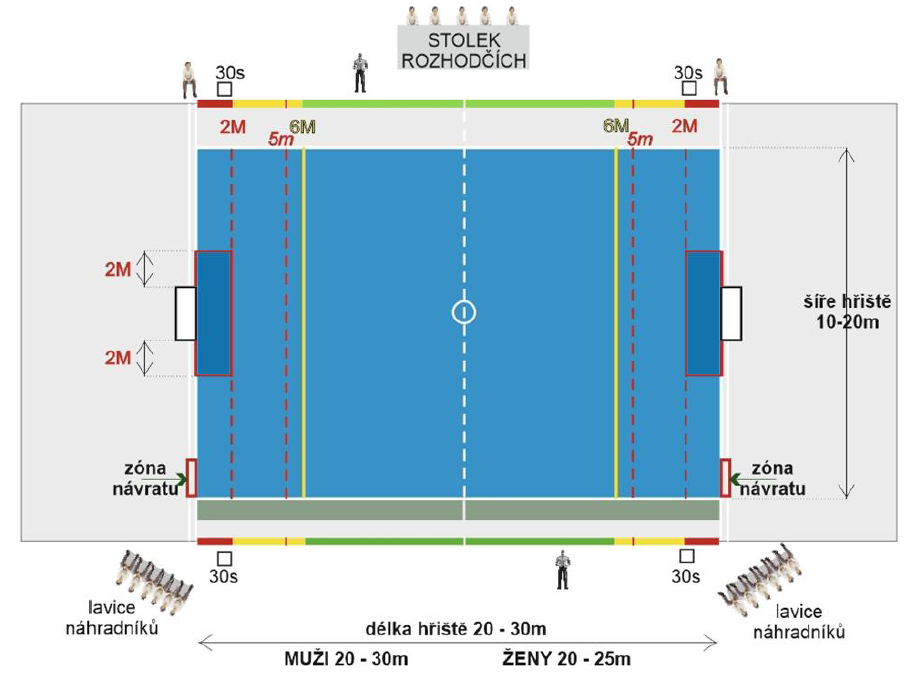 STOLEK
ROZHODČÍCH
30s
30s
2M
5m
6M
6M
5m
2M
2M
šíře hřiště
10-20m
2M
zóna
návratu
zóna
návratu
30s
30s
lavice
náhradníků
lavice
náhradníků
délka hřiště 20 - 30m
MUŽI 20 - 30m
ŽENY 20 - 25m